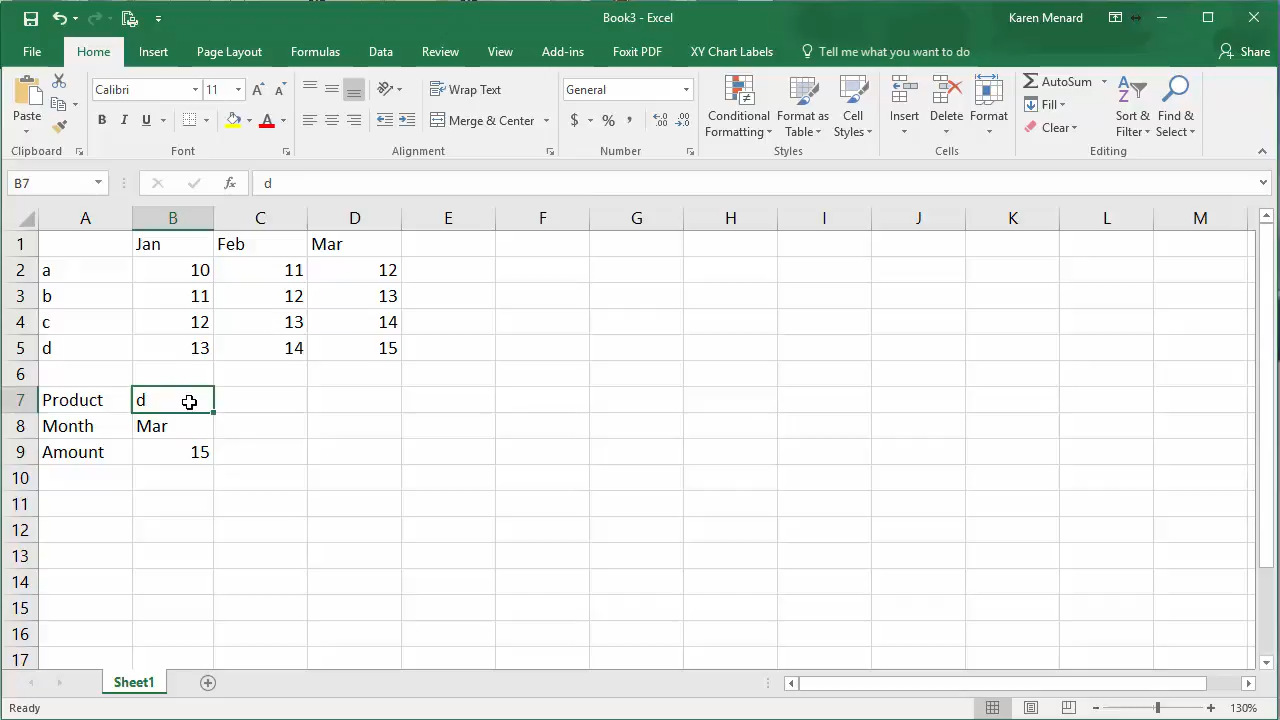 Book3 - Excel
Karen Menard
File Home Insert Page Layout Formulas Data Review View Add-ins Foxit PDF XY Chart Labels Tell me what you want to do Share
Paste
Clipboard
Calibri 11 A A
B I U A
Font
Wrap Text
Merge & Center
Alignment
General
$ % ,
Number
Conditional Formatting
Format as Table
Cell Styles
Styles
Insert Delete Format
Cells
AutoSum
Fill
Clear
Sort & Filter
Find & Select
Editing
B7 fx d
A B C D E F G H I J K L M
1 Jan Feb Mar
2 a 10 11 12
3 b 11 12 13
4 c 12 13 14
5 d 13 14 15
6
7 Product d
8 Month Mar
9 Amount 15
10
11
12
13
14
15
16
17
Sheet1
Ready 130%